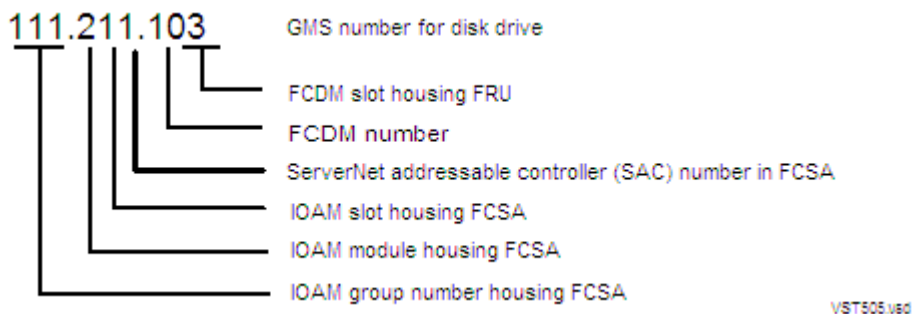 111.211.103 GMS number for disk drive
FCDM slot housing FRU
FCDM number
ServerNet addressable controller (SAC) number in FCSA
IOAM slot housing FCSA
IOAM module housing FCSA
IOAM group number housing FCSA
VST505.vsd